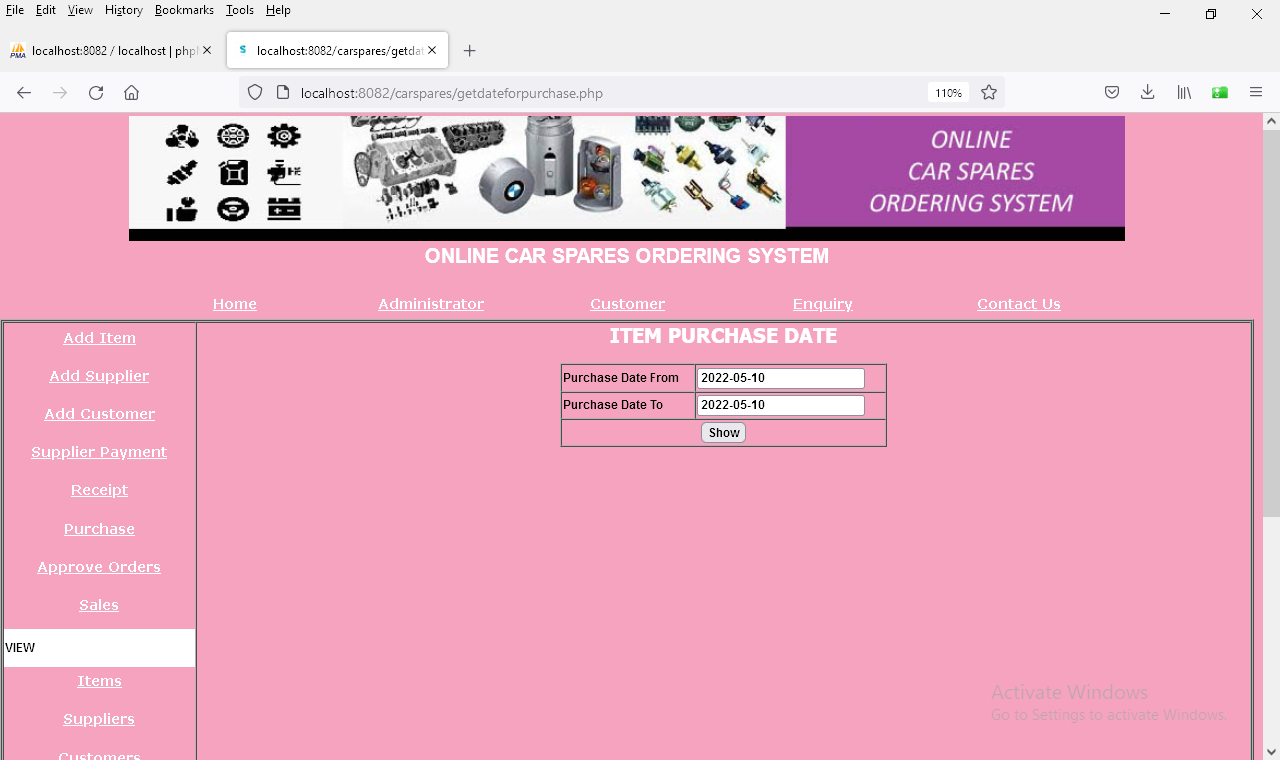 File Edit View History Bookmarks Tools Help
PMA localhost:8082 / localhost | php
S localhost:8082/carspares/getdat
localhost:8082/carspares/getdateforpurchase.php 110%
ONLINE
CAR SPARES
ORDERING SYSTEM
ONLINE CAR SPARES ORDERING SYSTEM
Home Administrator Customer Enquiry Contact Us
Add Item
Add Supplier
Add Customer
Supplier Payment
Receipt
Purchase
Approve Orders
Sales
VIEW
Items
Suppliers
Customers
ITEM PURCHASE DATE
Purchase Date From 2022-05-10
Purchase Date To 2022-05-10
Show
Activate Windows
Go to Settings to activate Windows.